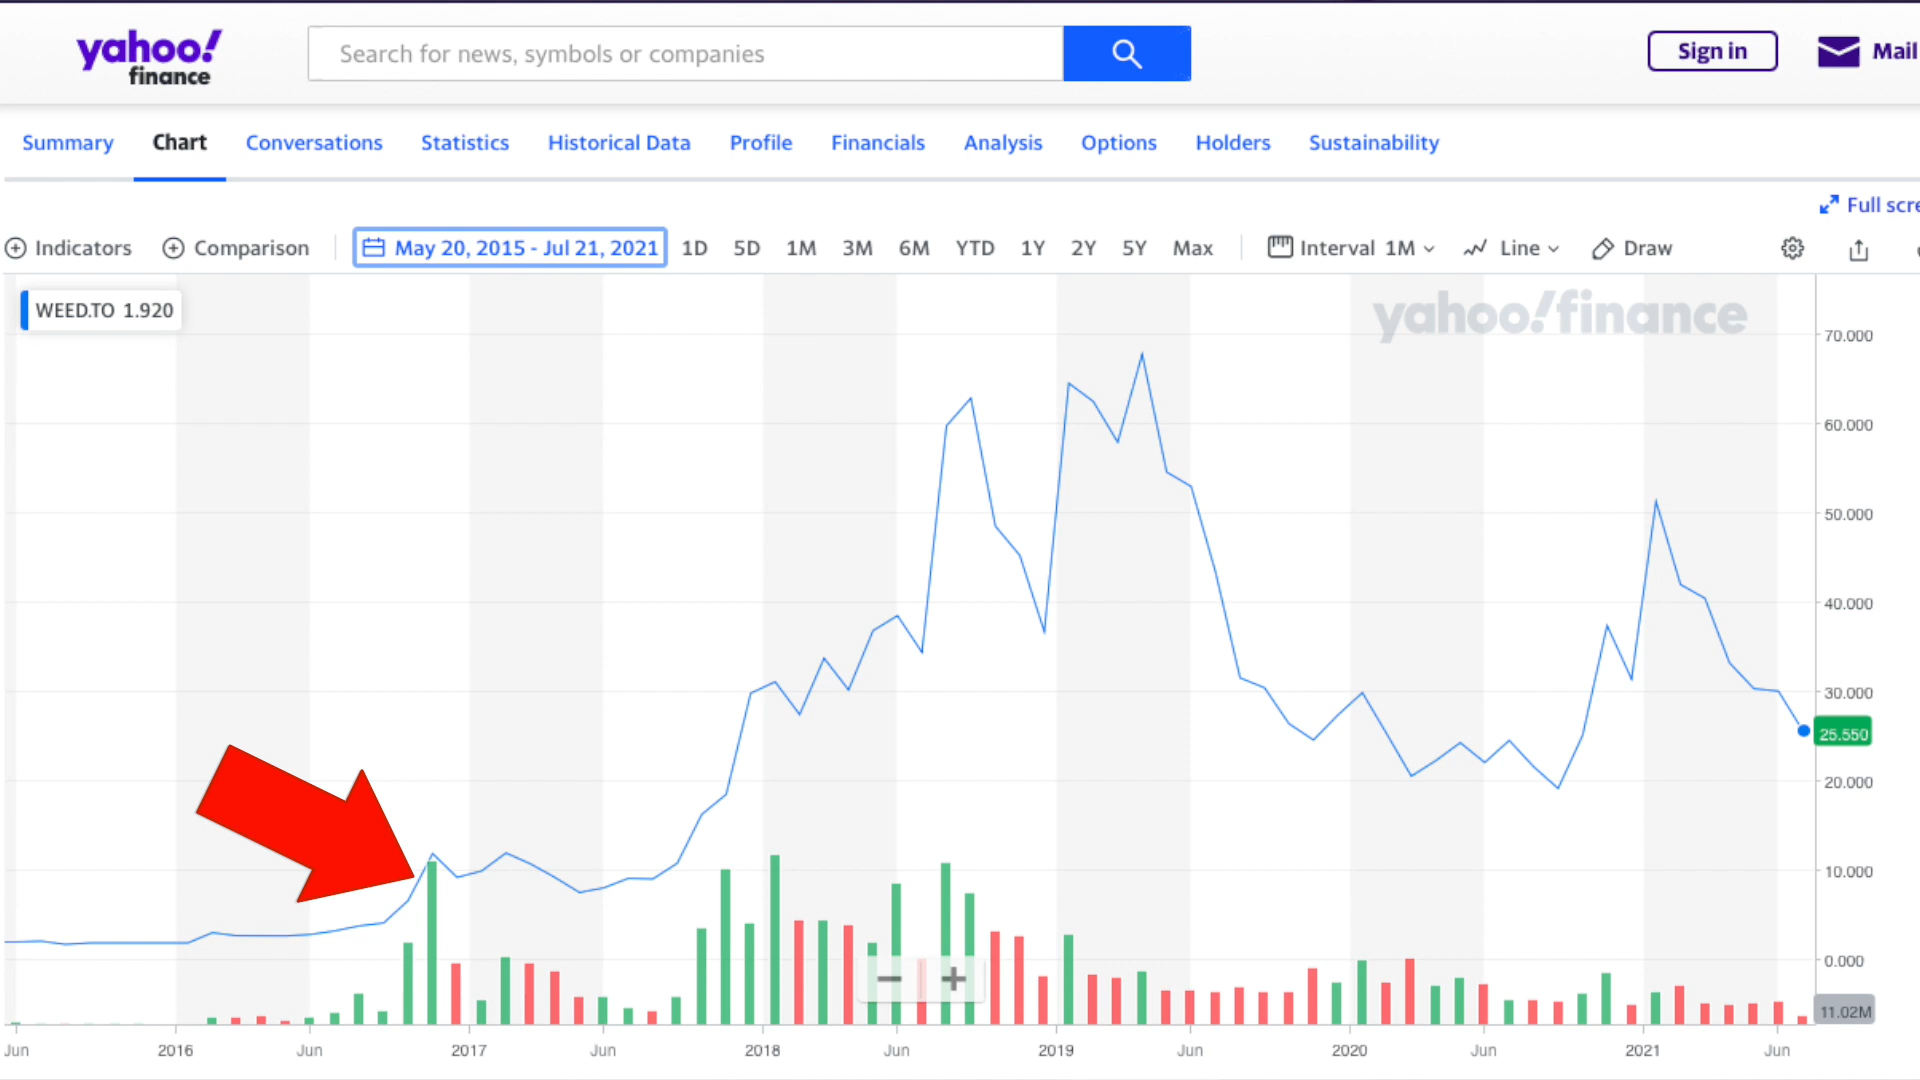 yahoo!
finance
Search for news, symbols or companies
Sign in
Mail
Summary Chart Conversations Statistics Historical Data Profile Financials Analysis Options Holders Sustainability
Full scre
Indicators Comparison May 20, 2015 - Jul 21, 2021 1D 5D 1M 3M 6M YTD 1Y 2Y 5Y Max Interval 1M Line Draw
WEED.TO 1.920
yahoo!finance
70.000
60.000
50.000
40.000
30.000
25.550
20.000
10.000
0.000
11.02M
Jun 2016 Jun 2017 Jun 2018 Jun 2019 Jun 2020 Jun 2021 Jun